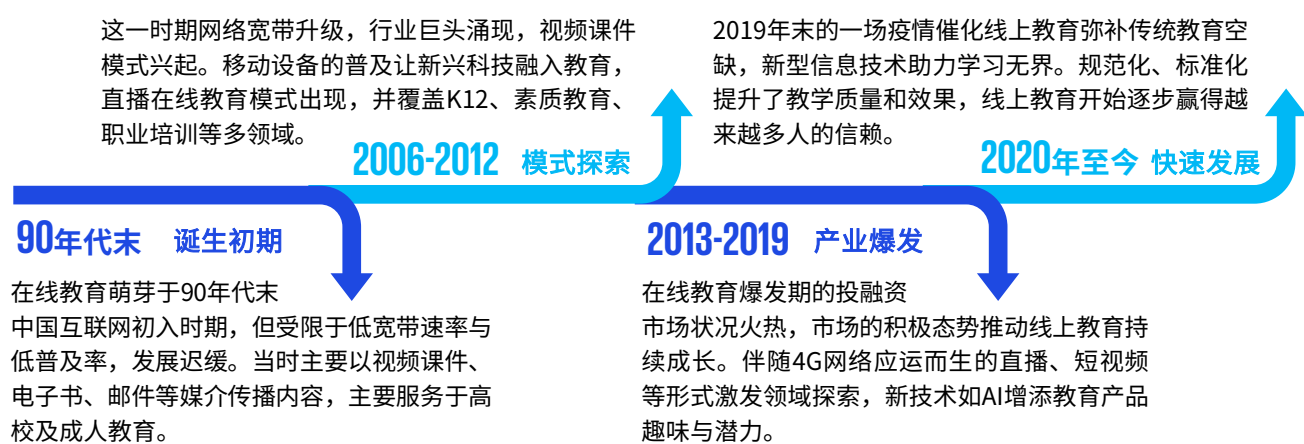 这一时期网络宽带升级，行业巨头涌现，视频课件
模式兴起。移动设备的普及让新兴科技融入教育，
直播在线教育模式出现，并覆盖K12、素质教育、
职业培训等多领域。
2006-2012 模式探索
2019年末的一场疫情催化线上教育弥补传统教育空
缺，新型信息技术助力学习无界。规范化、标准化
提升了教学质量和效果，线上教育开始逐步赢得越
来越多人的信赖。
2020年至今 快速发展
90年代末 诞生初期
在线教育萌芽于90年代末
中国互联网初入时期，但受限于低宽带速率与
低普及率，发展迟缓。当时主要以视频课件、
电子书、邮件等媒介传播内容，主要服务于高
校及成人教育。
2013-2019 产业爆发
在线教育爆发期的投融资
市场状况火热，市场的积极态势推动线上教育持
续成长。伴随4G网络应运而生的直播、短视频
等形式激发领域探索，新技术如AI增添教育产品
趣味与潜力。